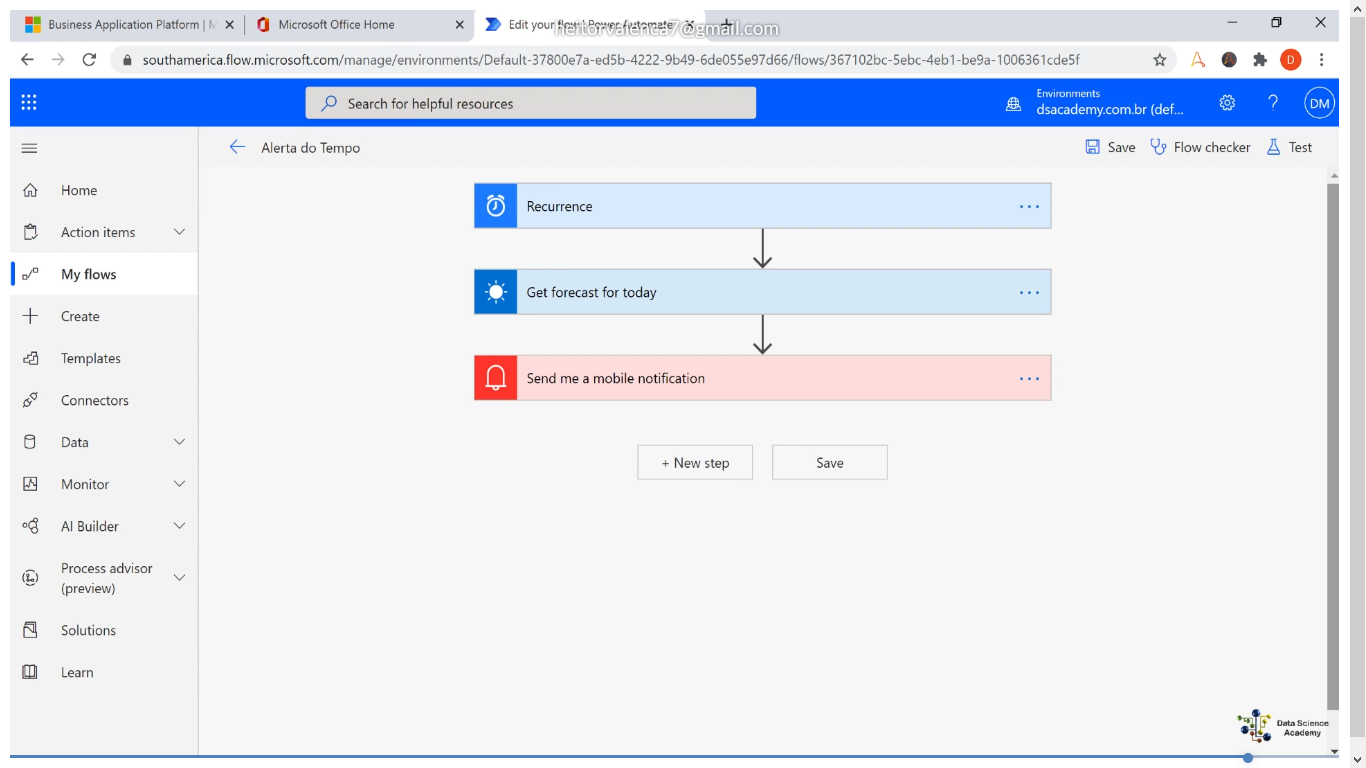 Business Application Platform | M
Microsoft Office Home
Edit your flow | Power Automate
heitorvalenca7@gmail.com
southamerica.flow.microsoft.com/manage/environments/Default-37800e7a-ed5b-4222-9b49-6de055e97d66/flows/367102bc-5ebc-4eb1-be9a-1006361cde5f
D
Search for helpful resources
Environments
dsacademy.com.br (def...
?
DM
Alerta do Tempo
Save
Flow checker
Test
Home
Action items
My flows
Create
Templates
Connectors
Data
Monitor
AI Builder
Process advisor
(preview)
Solutions
Learn
Recurrence
Get forecast for today
Send me a mobile notification
+ New step
Save
Data Science
Academy